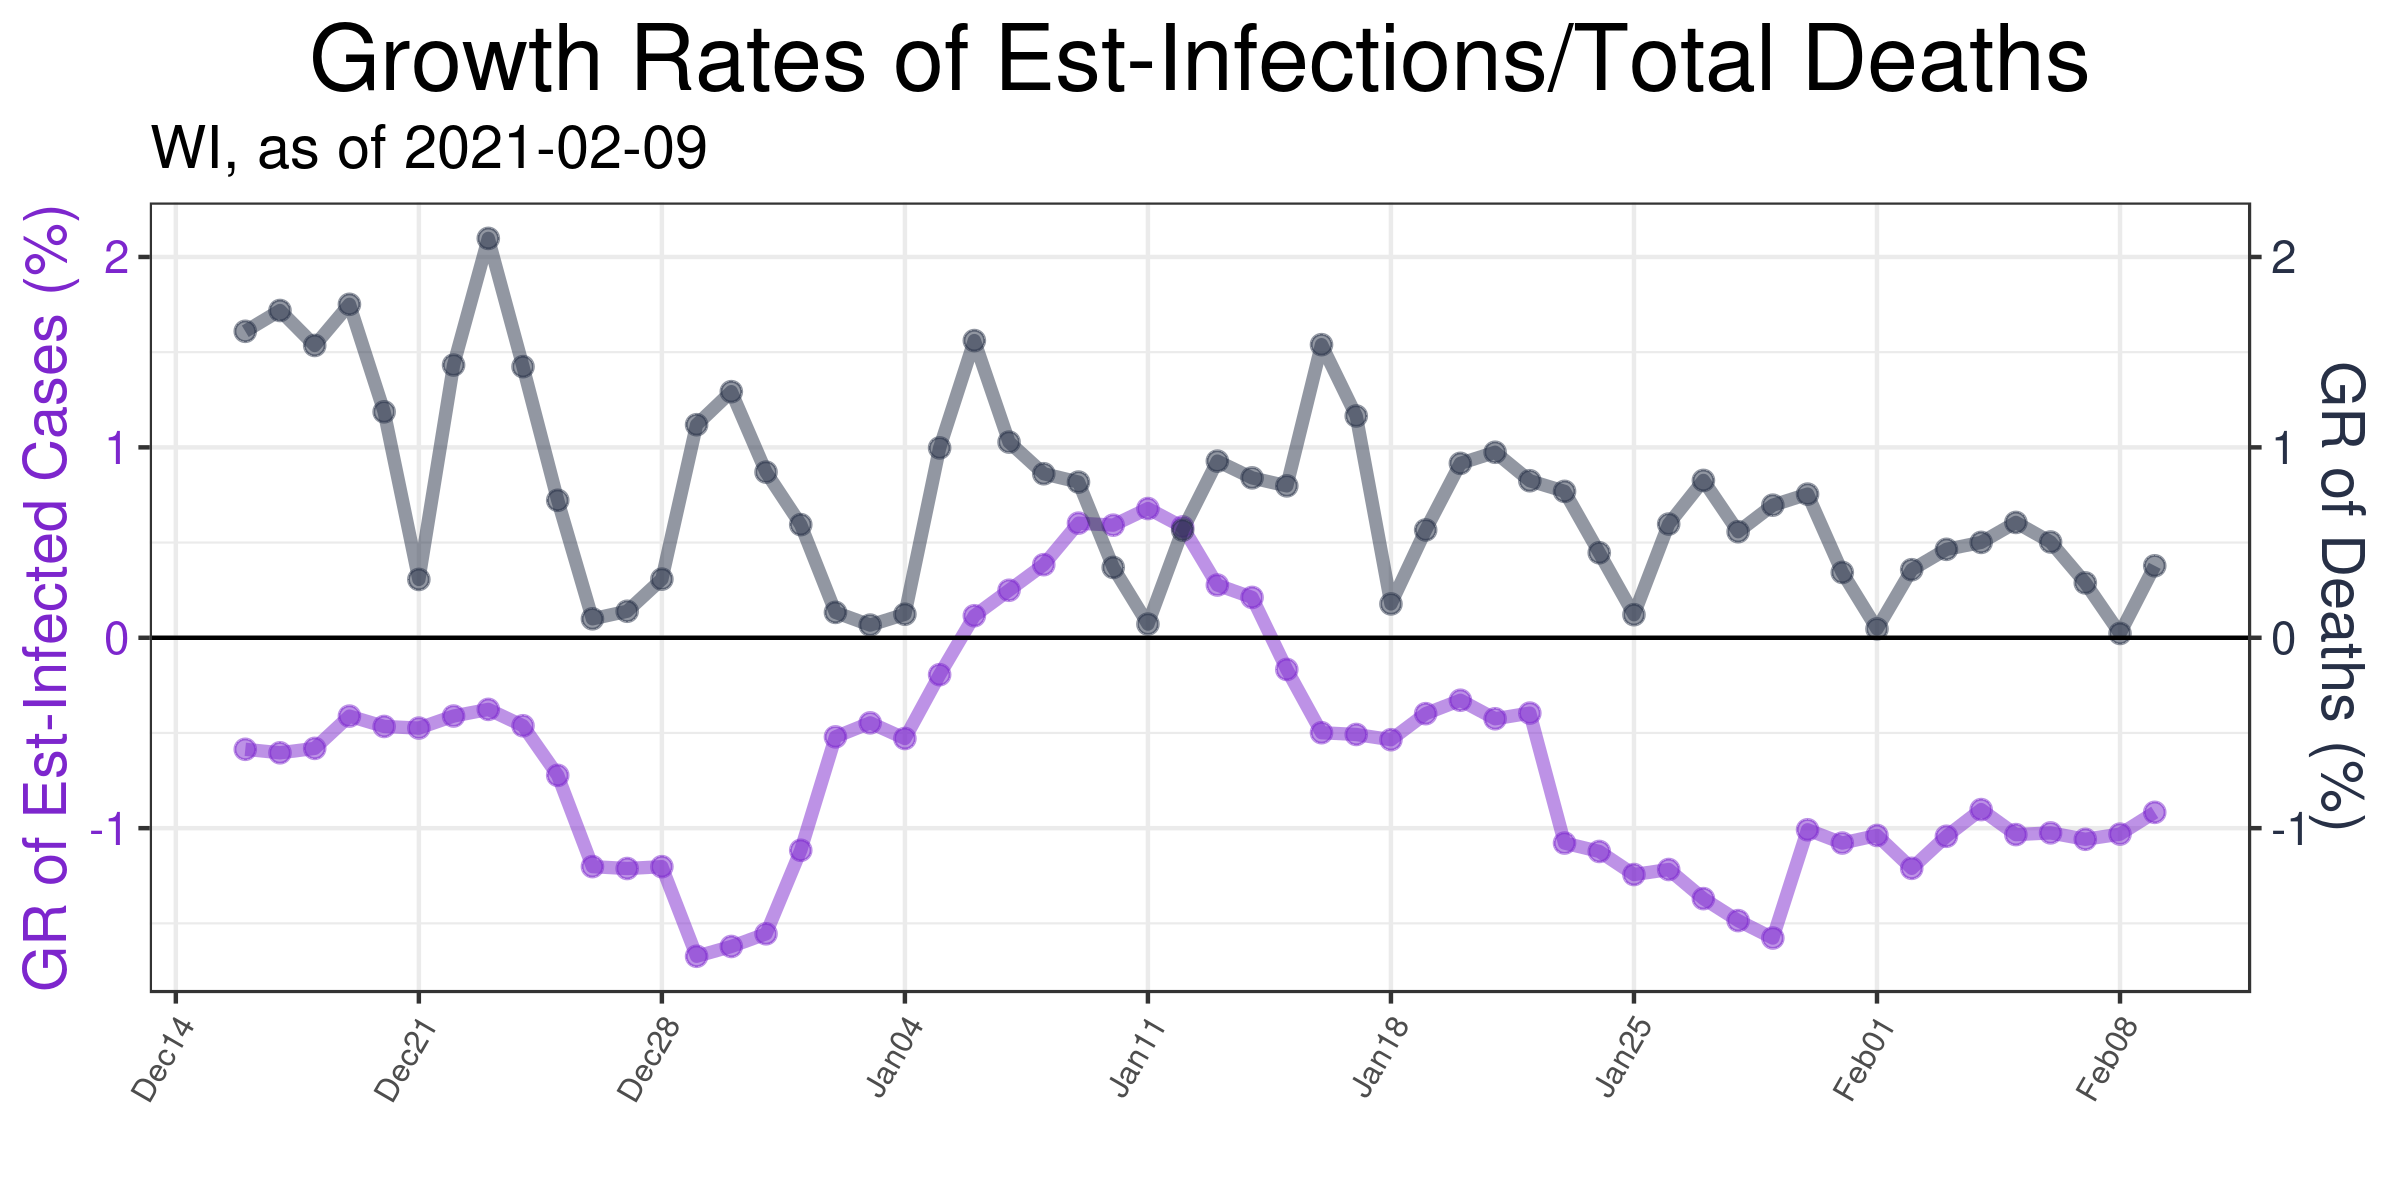 Growth Rates of Est-Infections/Total Deaths
WI, as of 2021-02-09
GR of Est-Infected Cases (%)
2
1
0
-1
2
1
0
-1
GR of Deaths (%)
Dec14
Dec21
Dec28
Jan04
Jan11
Jan18
Jan25
Feb01
Feb08